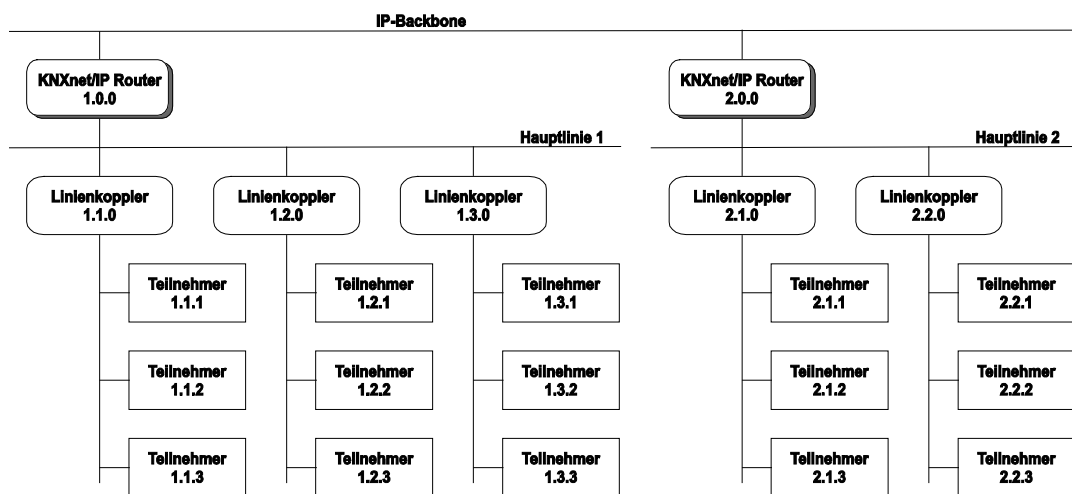 IP-Backbone
KNXnet/IP Router
1.0.0
KNXnet/IP Router
2.0.0
Hauptlinie 1
Hauptlinie 2
Linienkoppler
1.1.0
Linienkoppler
1.2.0
Linienkoppler
1.3.0
Linienkoppler
2.1.0
Linienkoppler
2.2.0
Teilnehmer
1.1.1
Teilnehmer
1.2.1
Teilnehmer
1.3.1
Teilnehmer
2.1.1
Teilnehmer
2.2.1
Teilnehmer
1.1.2
Teilnehmer
1.2.2
Teilnehmer
1.3.2
Teilnehmer
2.1.2
Teilnehmer
2.2.2
Teilnehmer
1.1.3
Teilnehmer
1.2.3
Teilnehmer
1.3.3
Teilnehmer
2.1.3
Teilnehmer
2.2.3